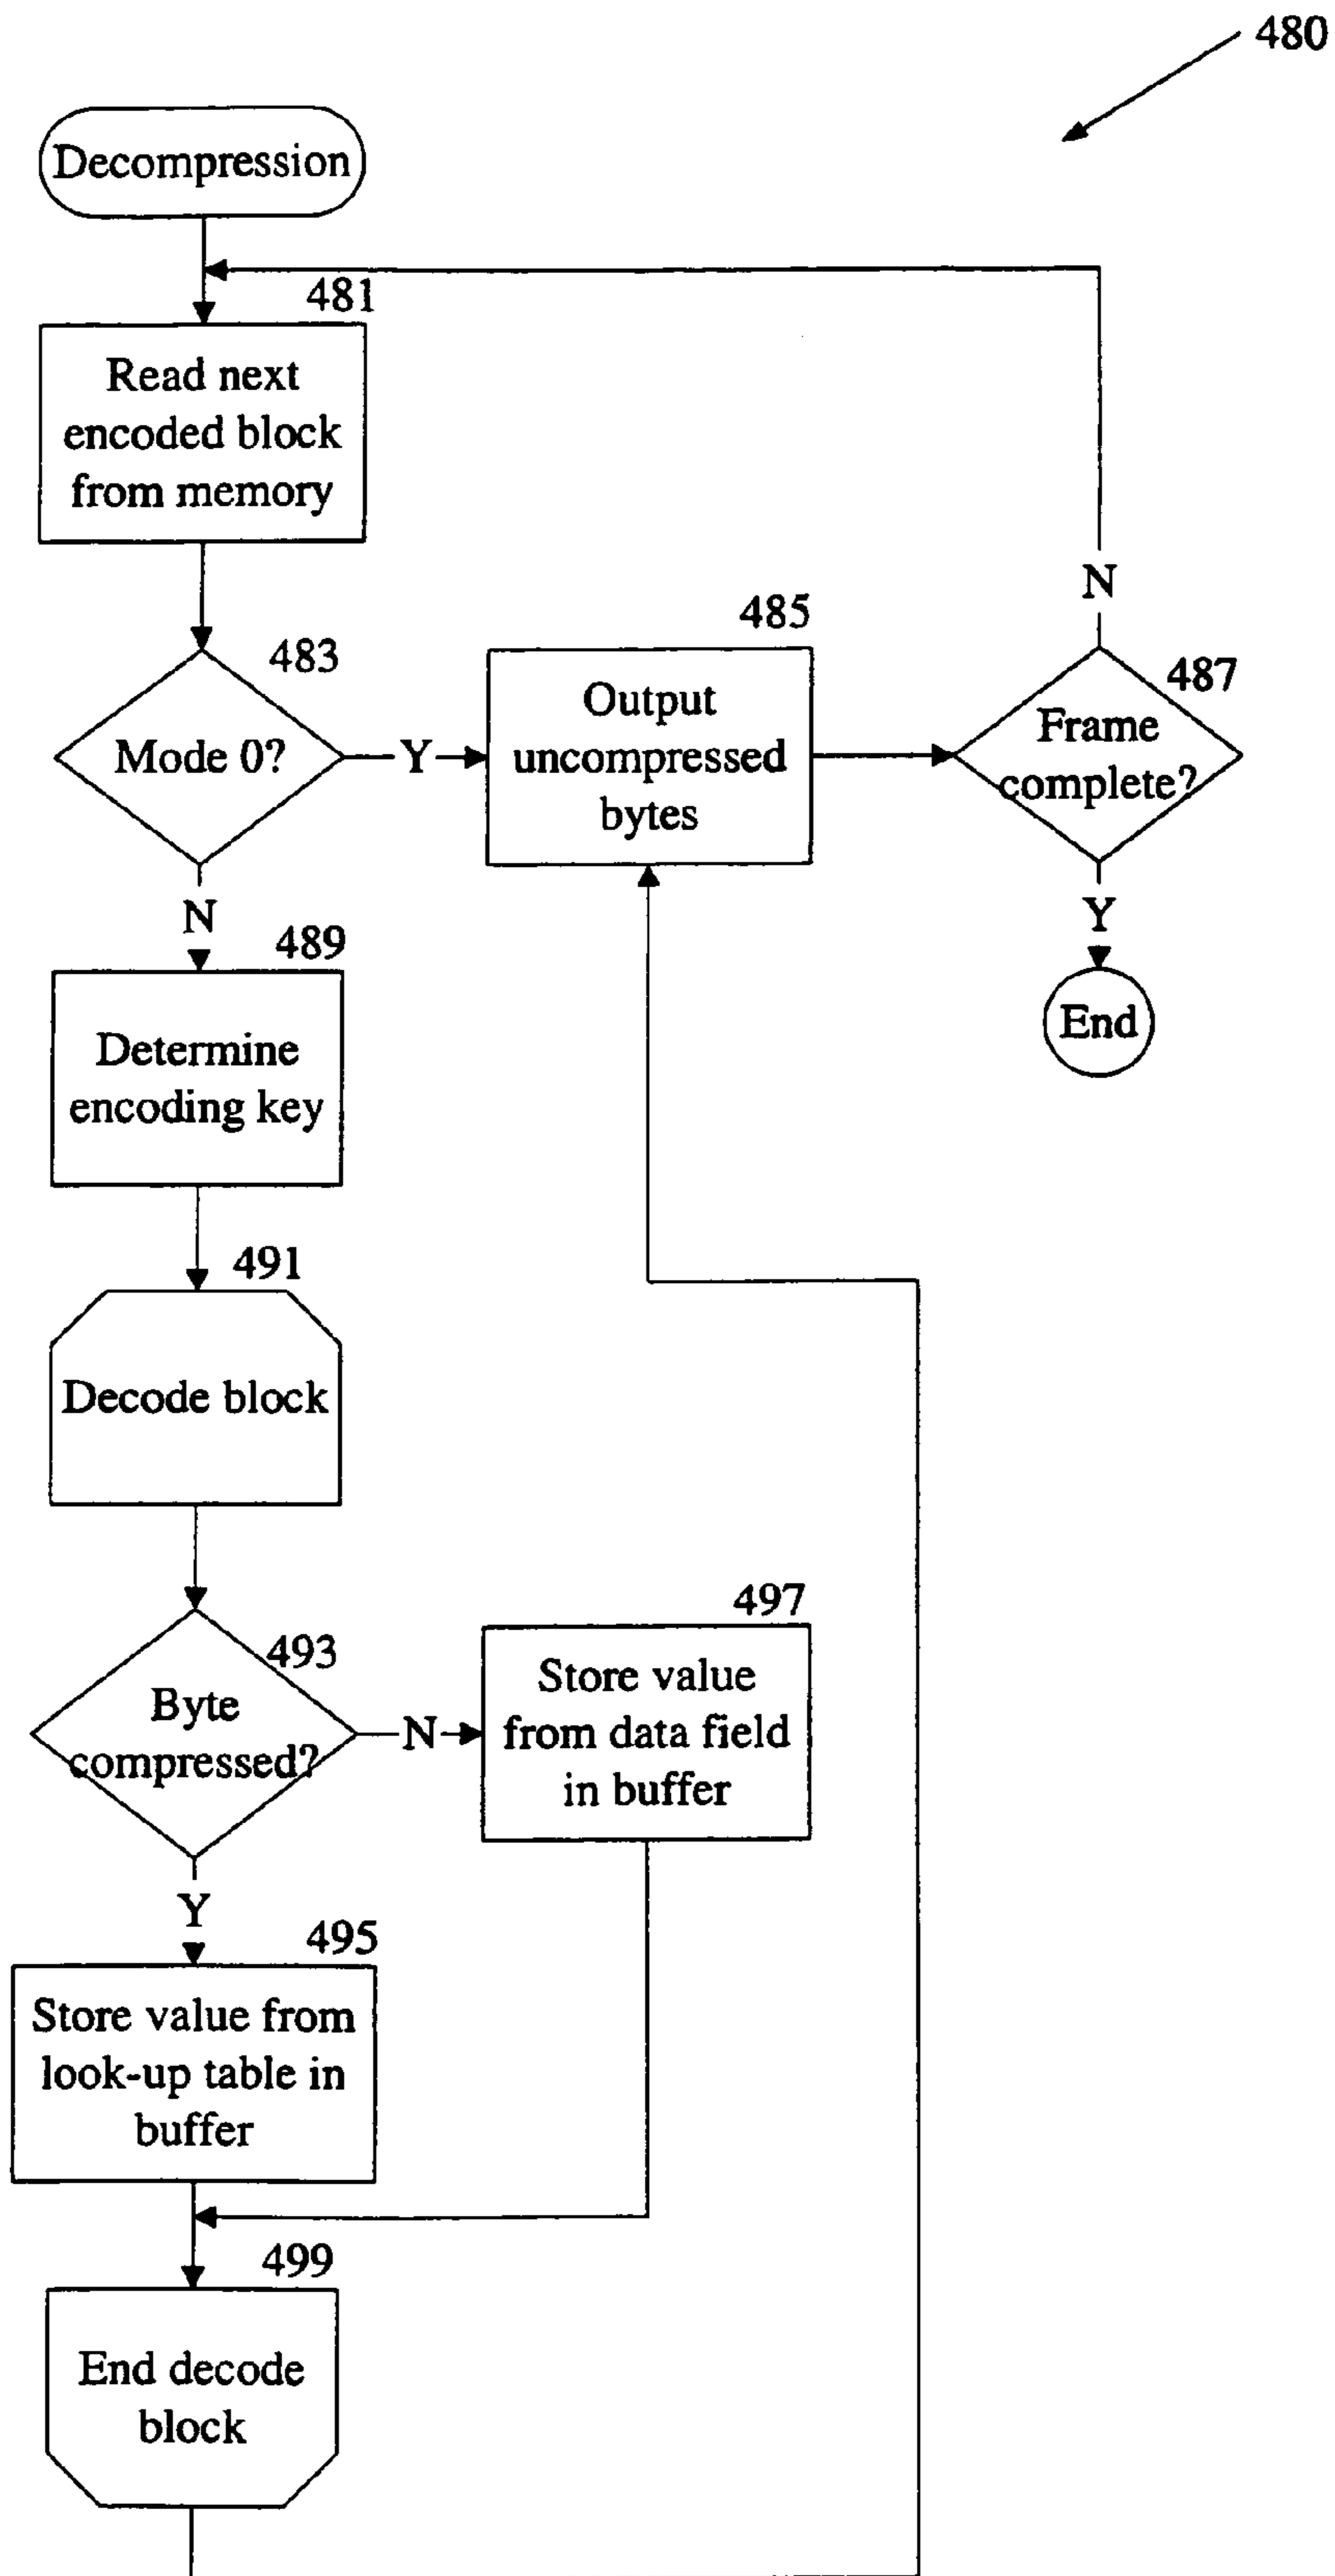 480
Decompression
481
Read next
encoded block
from memory
N
483
Mode 0?
Y
485
Output
uncompressed
bytes
487
Frame
complete?
N
Y
End
489
Determine
encoding key
491
Decode block
493
Byte
compressed?
N
497
Store value
from data field
in buffer
Y
495
Store value from
look-up table in
buffer
499
End decode
block